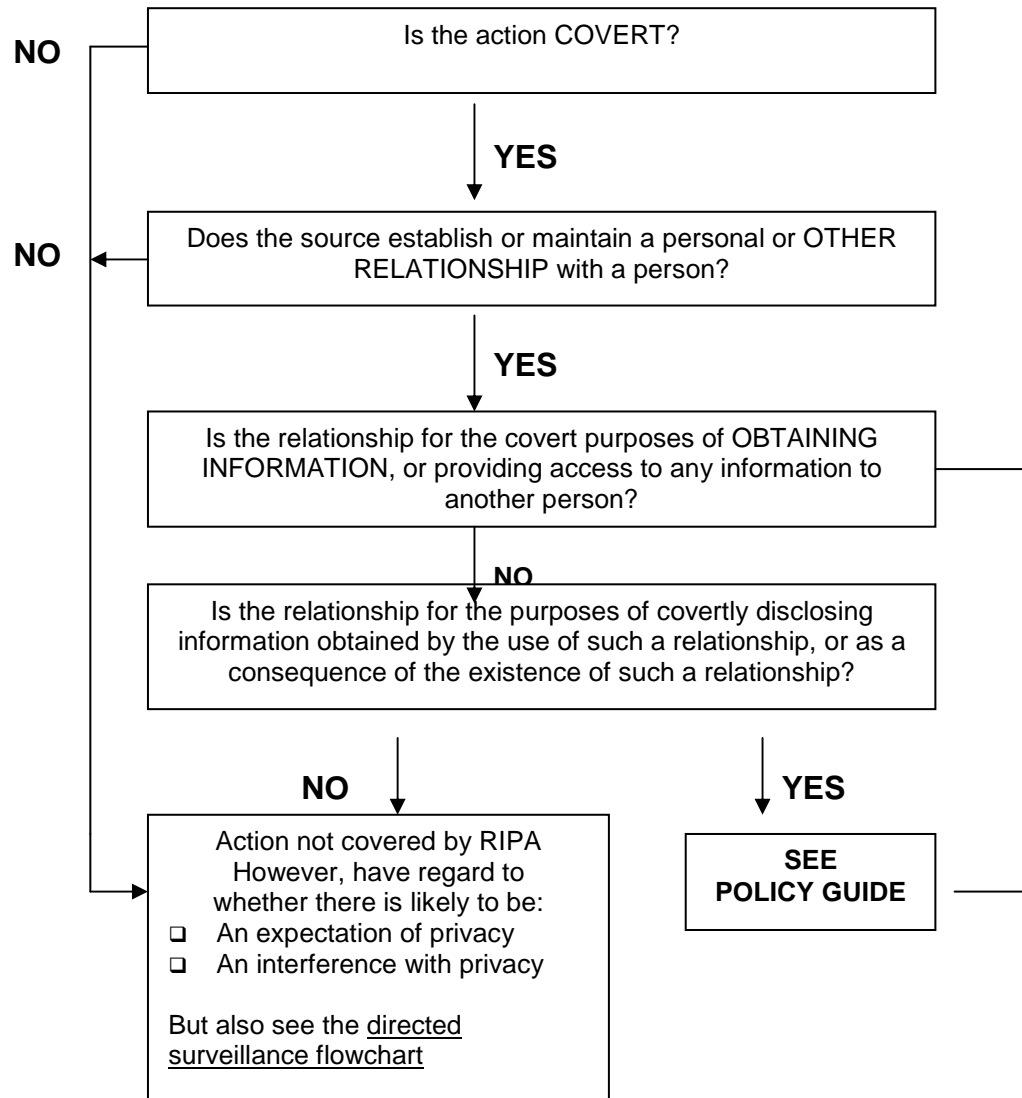 NO
Is the action COVERT?
YES
NO
Does the source establish or maintain a personal or OTHER
RELATIONSHIP with a person?
YES
Is the relationship for the covert purposes of OBTAINING
INFORMATION, or providing access to any information to
another person?
NO
Is the relationship for the purposes of covertly disclosing
information obtained by the use of such a relationship, or as a
consequence of the existence of such a relationship?
NO
YES
Action not covered by RIPA
However, have regard to
whether there is likely to be:
❑ An expectation of privacy
❑ An interference with privacy
But also see the directed
surveillance flowchart
SEE
POLICY GUIDE